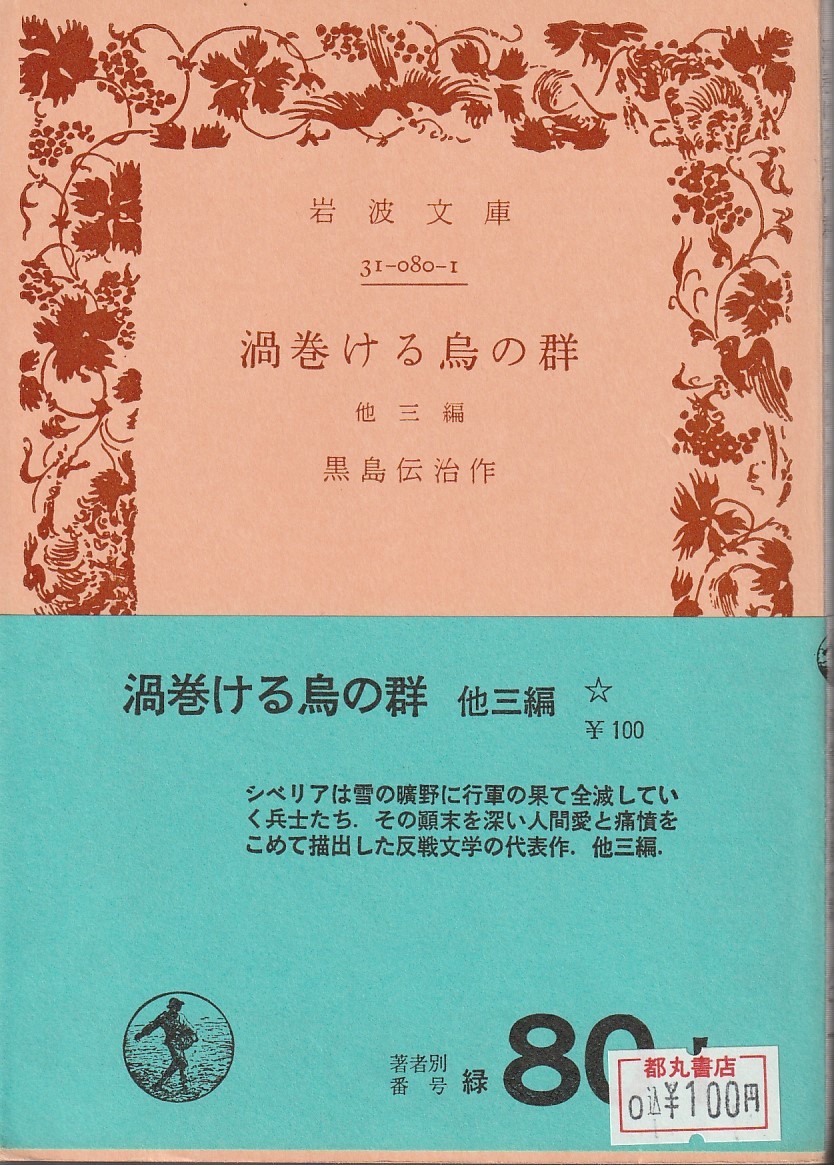 岩波文庫
31-080-1
渦巻ける烏の群
他三編
黒島伝治作
渦巻ける烏の群 他三編 ☆
¥100
シベリアは雪の曠野に行軍の果て全滅してい
く兵士たち．その顚末を深い人間愛と痛憤を
こめて描出した反戦文学の代表作．他三編．
著者別
番号 緑 80
都丸書店
込¥100円